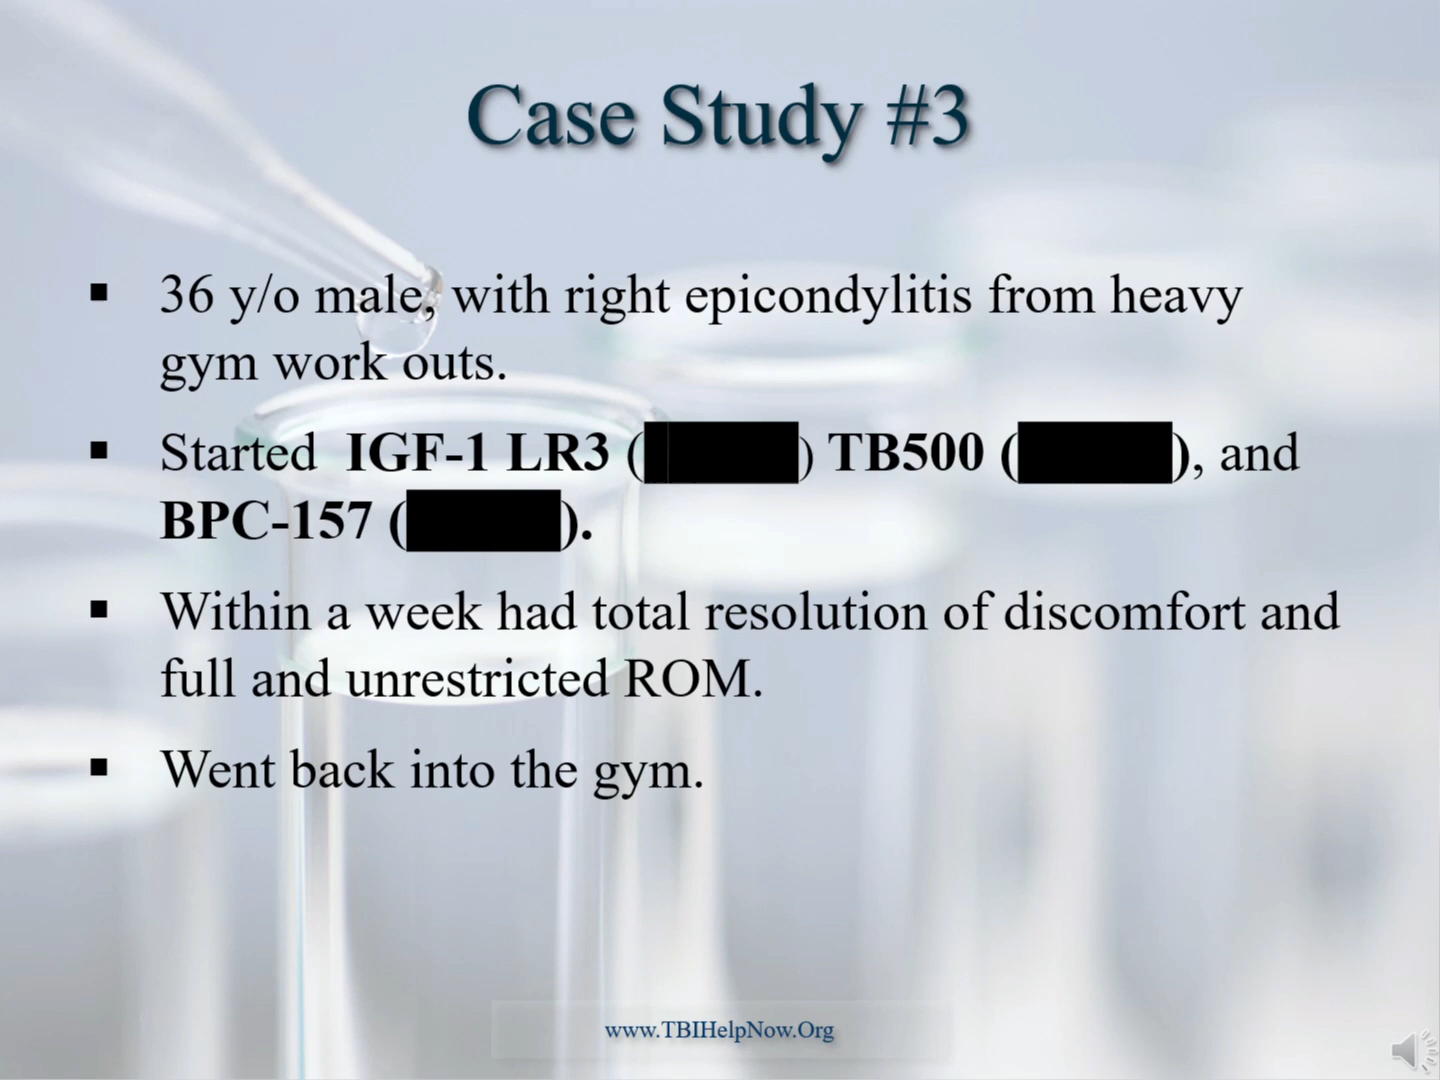 Case Study #3
▪ 36 y/o male, with right epicondylitis from heavy
gym work outs.
▪ Started IGF-1 LR3 ( ) TB500 ( ), and
BPC-157 ( ).
▪ Within a week had total resolution of discomfort and
full and unrestricted ROM.
▪ Went back into the gym.
www.TBIHelpNow.Org